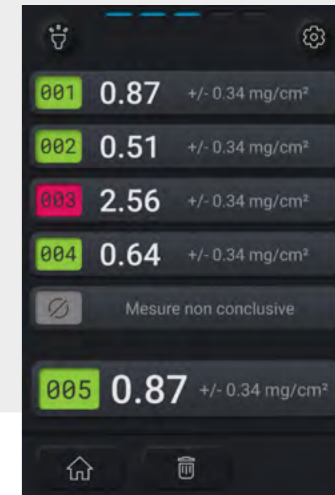 001 0.87 +/- 0.34 mg/cm²
002 0.51 +/- 0.34 mg/cm²
003 2.56 +/- 0.34 mg/cm²
004 0.64 +/- 0.34 mg/cm²
Mesure non conclusive
005 0.87 +/- 0.34 mg/cm²